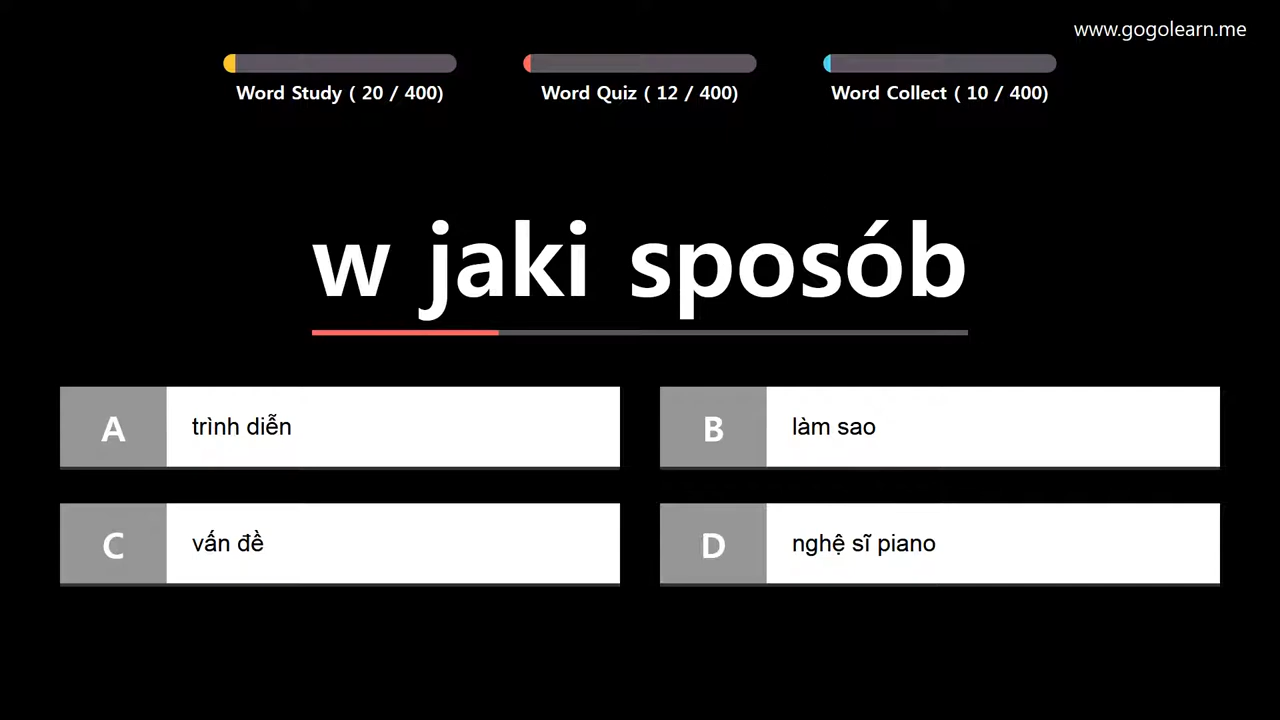 www.gogolearn.me
Word Study ( 20 / 400)
Word Quiz ( 12 / 400)
Word Collect ( 10 / 400)
w jaki sposób
A trình diễn
B làm sao
C vấn đề
D nghệ sĩ piano